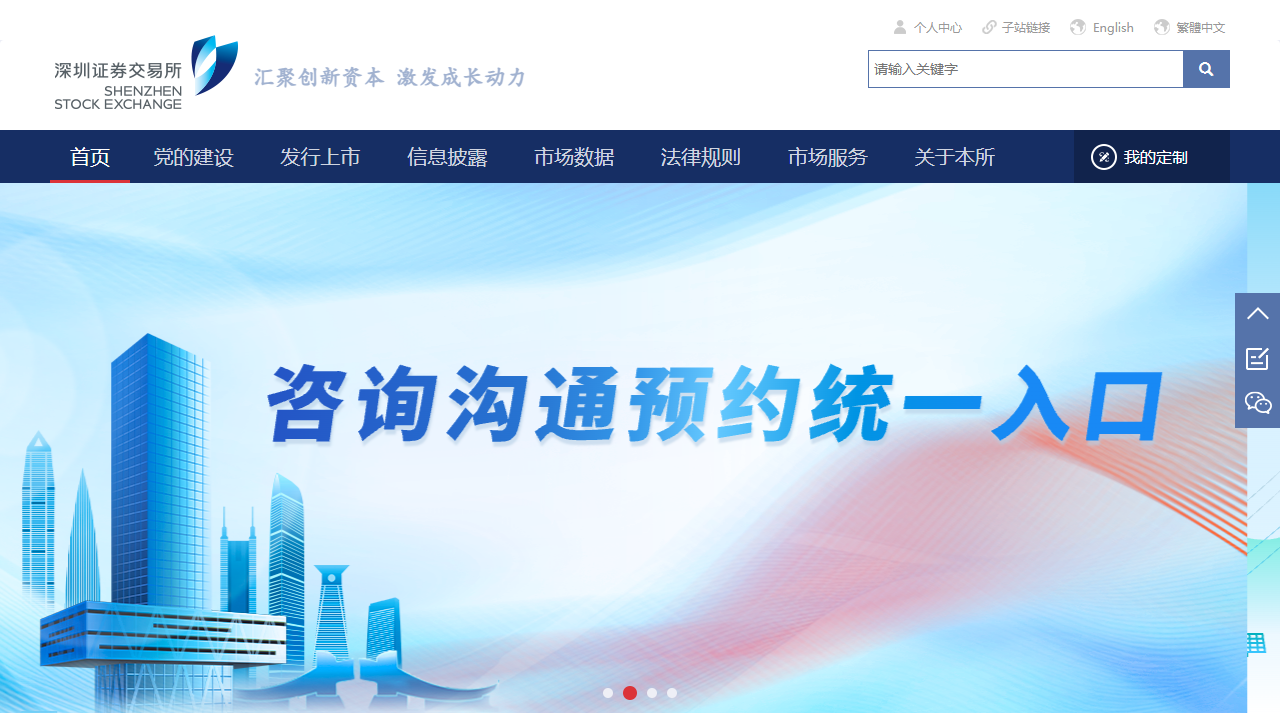 个人中心 子站链接 English 繁體中文
深圳证券交易所
SHENZHEN
STOCK EXCHANGE
汇聚创新资本 激发成长动力
请输入关键字
首页 党的建设 发行上市 信息披露 市场数据 法律规则 市场服务 关于本所 我的定制
咨询沟通预约统一入口